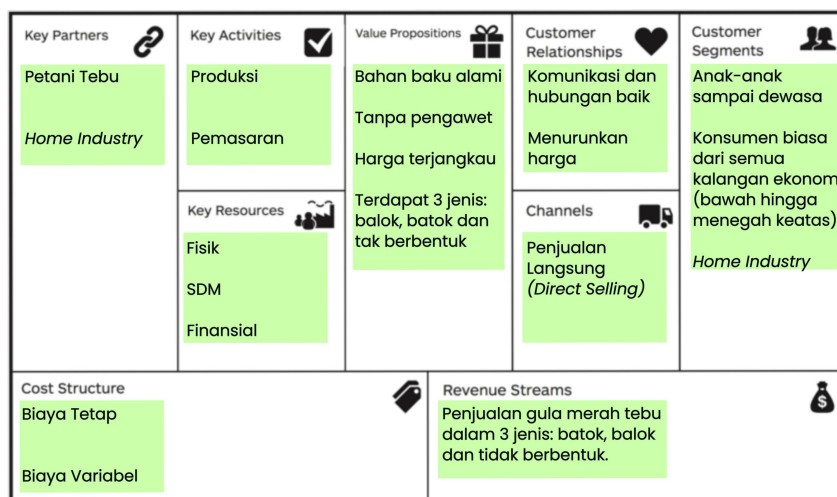 Key Partners
Petani Tebu
Home Industry
Key Activities
Produksi
Pemasaran
Key Resources
Fisik
SDM
Finansial
Value Propositions
Bahan baku alami
Tanpa pengawet
Harga terjangkau
Terdapat 3 jenis:
balok, batok dan
tak berbentuk
Customer
Relationships
Komunikasi dan
hubungan baik
Menurunkan
harga
Channels
Penjualan
Langsung
(Direct Selling)
Customer
Segments
Anak-anak
sampai dewasa
Konsumen biasa
dari semua
kalangan ekonom
(bawah hingga
menegah keatas)
Home Industry
Cost Structure
Biaya Tetap
Biaya Variabel
Revenue Streams
Penjualan gula merah tebu
dalam 3 jenis: batok, balok
dan tidak berbentuk.
$